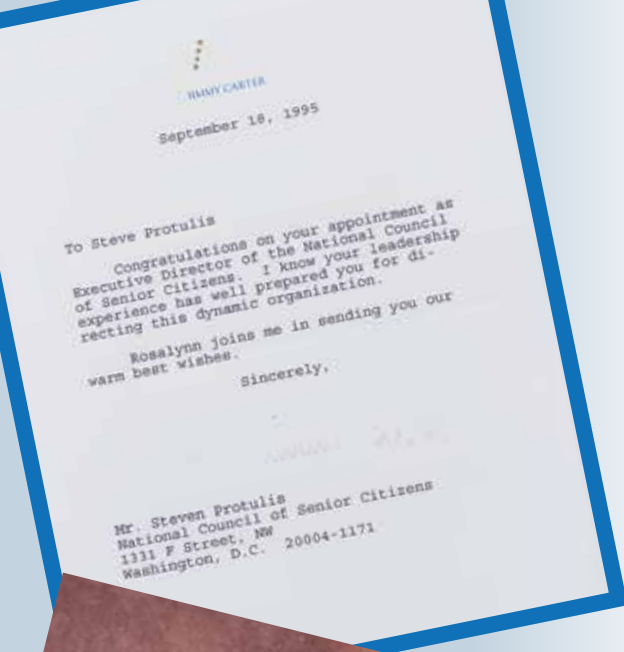 JIMMY CARTER
September 18, 1995
To Steve Protulis
Congratulations on your appointment as
Executive Director of the National Council
of Senior Citizens. I know your leadership
experience has well prepared you for di-
recting this dynamic organization.
Rosalynn joins me in sending you our
warm best wishes.
Sincerely,
Mr. Steven Protulis
National Council of Senior Citizens
1331 F Street, NW
Washington, D.C. 20004-1171